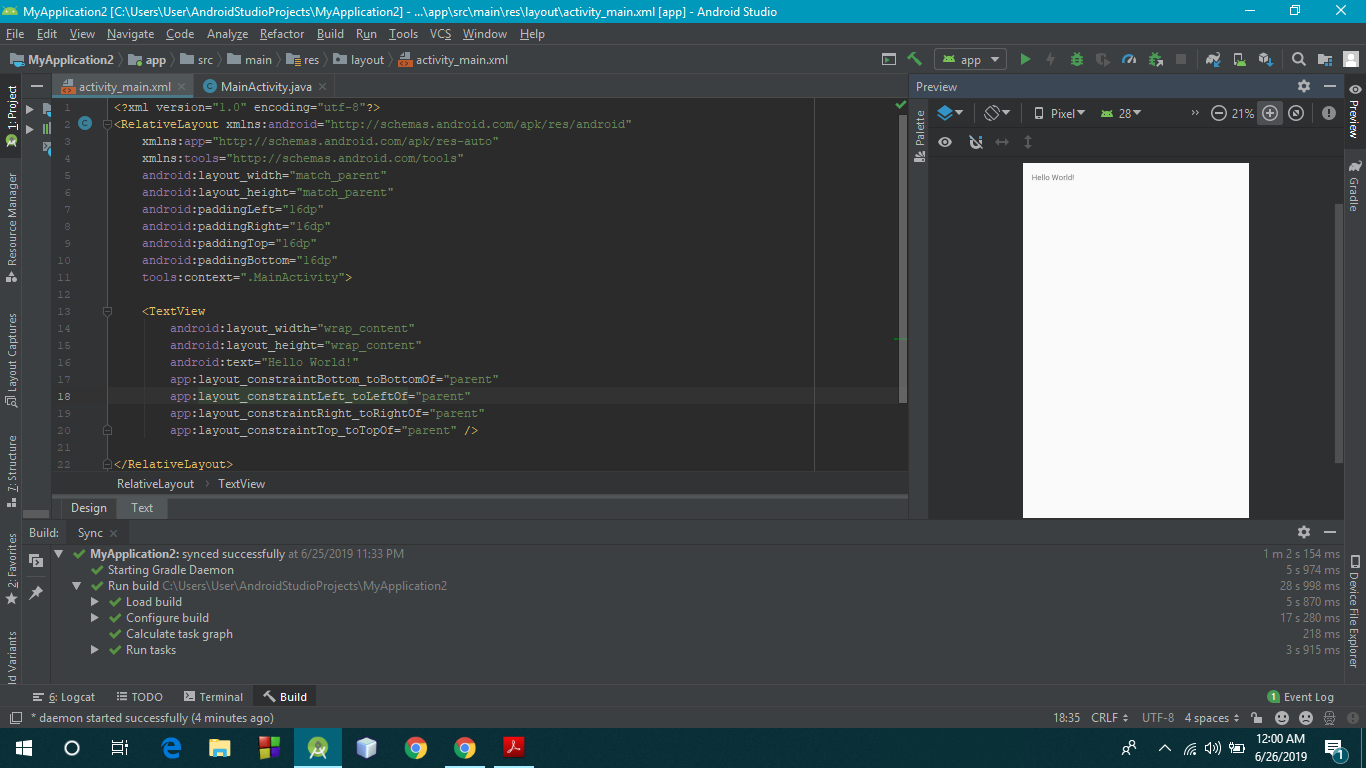 MyApplication2 [C:\Users\User\AndroidStudioProjects\MyApplication2] - ...\app\src\main\res\layout\activity_main.xml [app] - Android Studio
File Edit View Navigate Code Analyze Refactor Build Run Tools VCS Window Help
MyApplication2 app src main res layout activity_main.xml app
activity_main.xml MainActivity.java Preview
1: Project
Resource Manager
Layout Captures
7: Structure
2: Favorites
ld Variants
1 <?xml version="1.0" encoding="utf-8"?>
2 <RelativeLayout xmlns:android="http://schemas.android.com/apk/res/android"
3 xmlns:app="http://schemas.android.com/apk/res-auto"
4 xmlns:tools="http://schemas.android.com/tools"
5 android:layout_width="match_parent"
6 android:layout_height="match_parent"
7 android:paddingLeft="16dp"
8 android:paddingRight="16dp"
9 android:paddingTop="16dp"
10 android:paddingBottom="16dp"
11 tools:context=".MainActivity">
12
13 <TextView
14 android:layout_width="wrap_content"
15 android:layout_height="wrap_content"
16 android:text="Hello World!"
17 app:layout_constraintBottom_toBottomOf="parent"
18 app:layout_constraintLeft_toLeftOf="parent"
19 app:layout_constraintRight_toRightOf="parent"
20 app:layout_constraintTop_toTopOf="parent" />
21
22 </RelativeLayout>
RelativeLayout TextView
Design Text
Palette
Pixel 28 » 21%
Hello World!
Preview
Gradle
Device File Explorer
Build: Sync
MyApplication2: synced successfully at 6/25/2019 11:33 PM 1 m 2 s 154 ms
Starting Gradle Daemon 5 s 974 ms
Run build C:\Users\User\AndroidStudioProjects\MyApplication2 28 s 998 ms
Load build 5 s 870 ms
Configure build 17 s 280 ms
Calculate task graph 218 ms
Run tasks 3 s 915 ms
6: Logcat TODO Terminal Build 1 Event Log
* daemon started successfully (4 minutes ago) 18:35 CRLF UTF-8 4 spaces
12:00 AM
6/26/2019
1